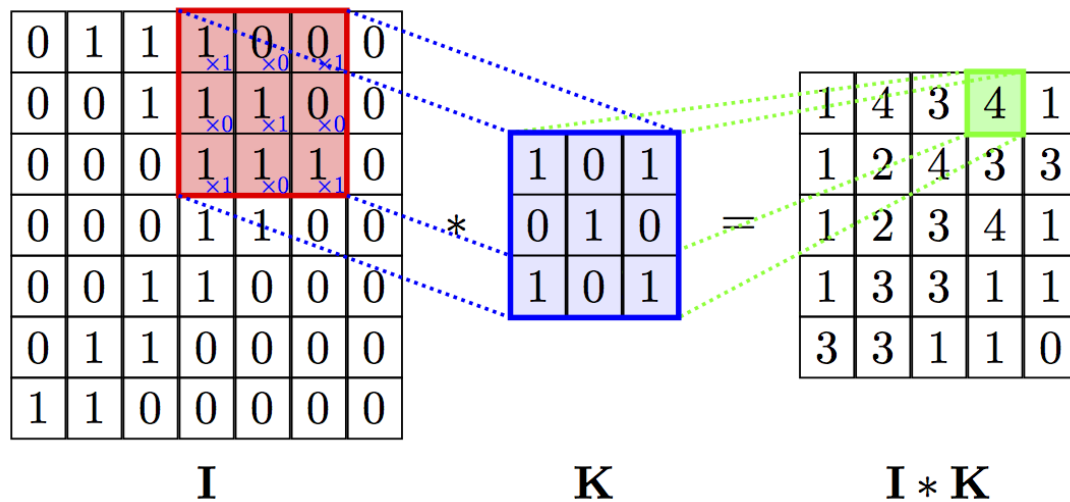 0 1 1 1×1 0×0 0×1 0
0 0 1 1×0 1×1 0×0 0
0 0 0 1×1 1×0 1×1 0
0 0 0 1 1 0 0
0 0 1 1 0 0 0
0 1 1 0 0 0 0
1 1 0 0 0 0 0
I
*
1 0 1
0 1 0
1 0 1
K
=
1 4 3 4 1
1 2 4 3 3
1 2 3 4 1
1 3 3 1 1
3 3 1 1 0
I * K